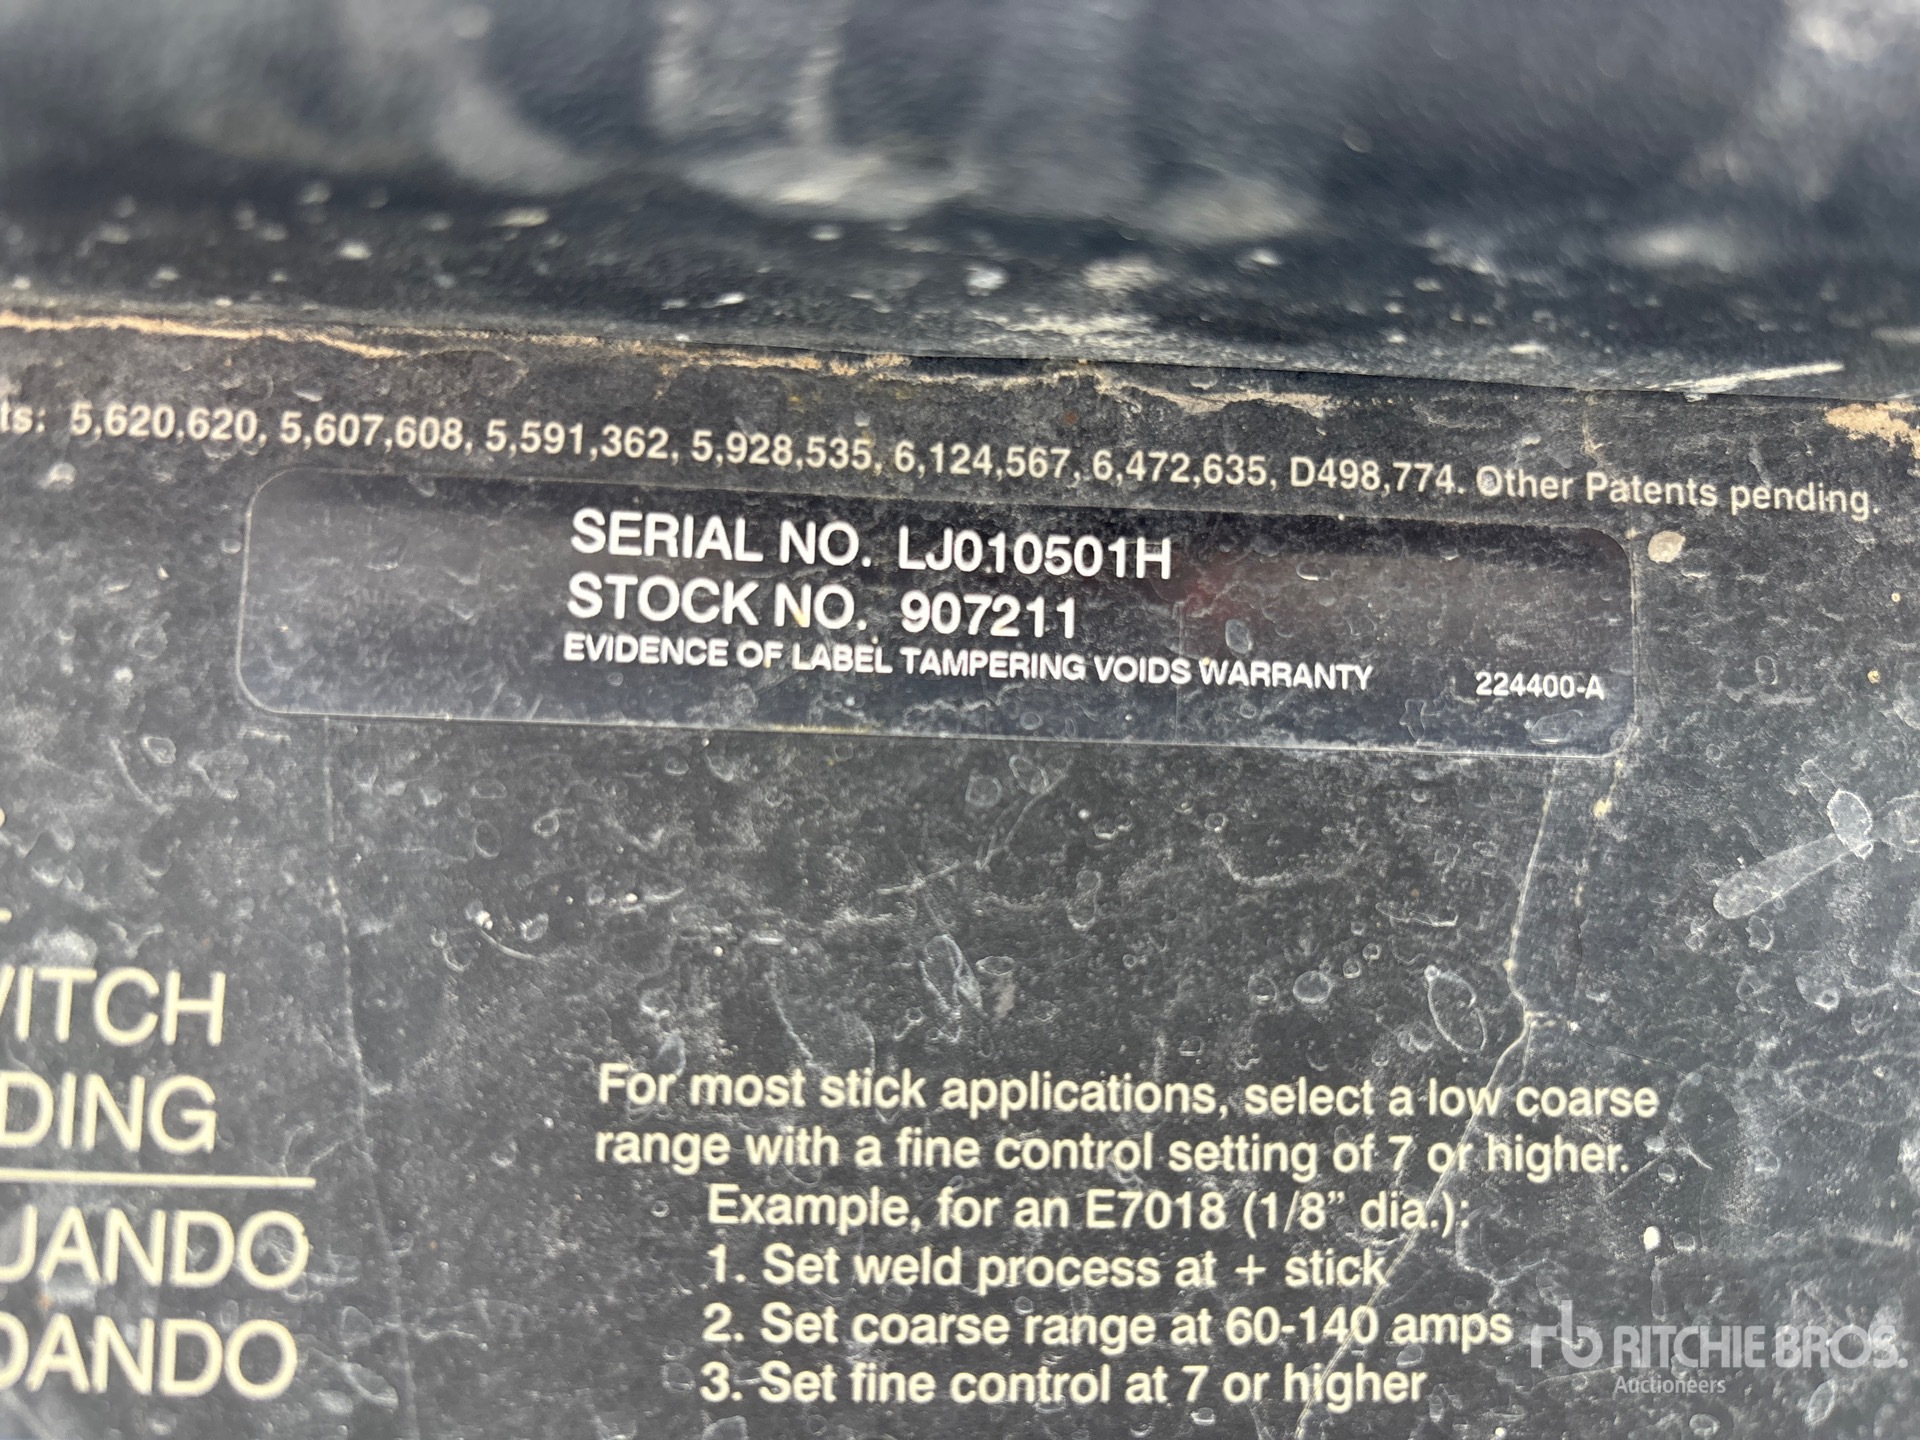 ts: 5,620,620, 5,607,608, 5,591,362, 5,928,535, 6,124,567, 6,472,635, D498,774. Other Patents pending.
SERIAL NO. LJ010501H
STOCK NO. 907211
EVIDENCE OF LABEL TAMPERING VOIDS WARRANTY 224400-A
ITCH
DING
JANDO
DANDO
For most stick applications, select a low coarse
range with a fine control setting of 7 or higher.
Example, for an E7018 (1/8” dia.):
1. Set weld process at + stick
2. Set coarse range at 60-140 amps
3. Set fine control at 7 or higher
rb RITCHIE BROS.
Auctioneers